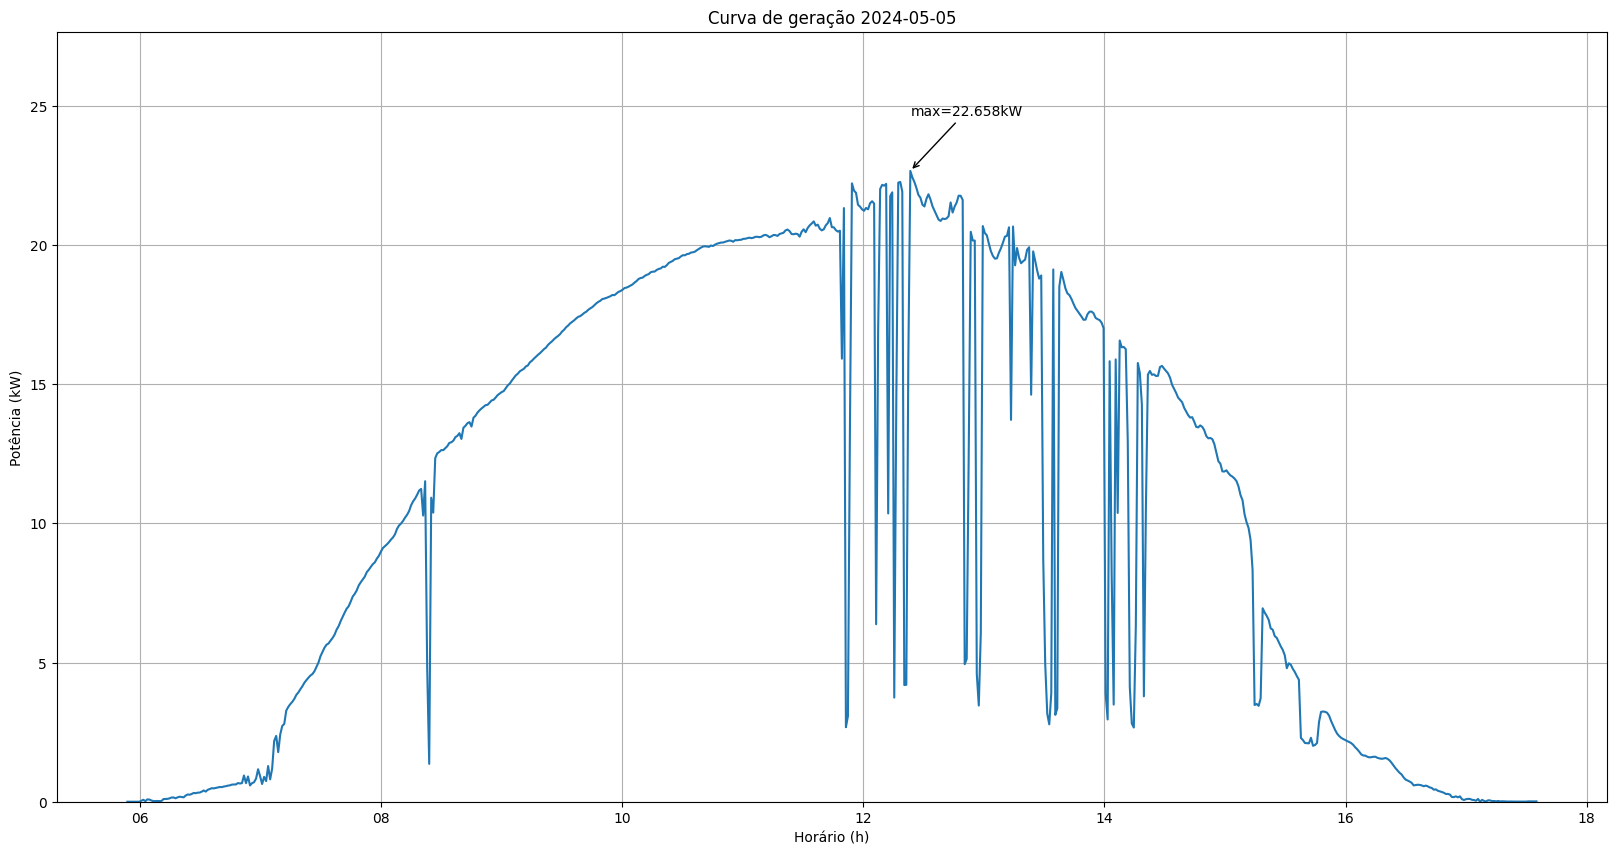 Curva de geração 2024-05-05
max=22.658kW
Potência (kW)
25
20
15
10
5
0
06 08 10 12 14 16 18
Horário (h)